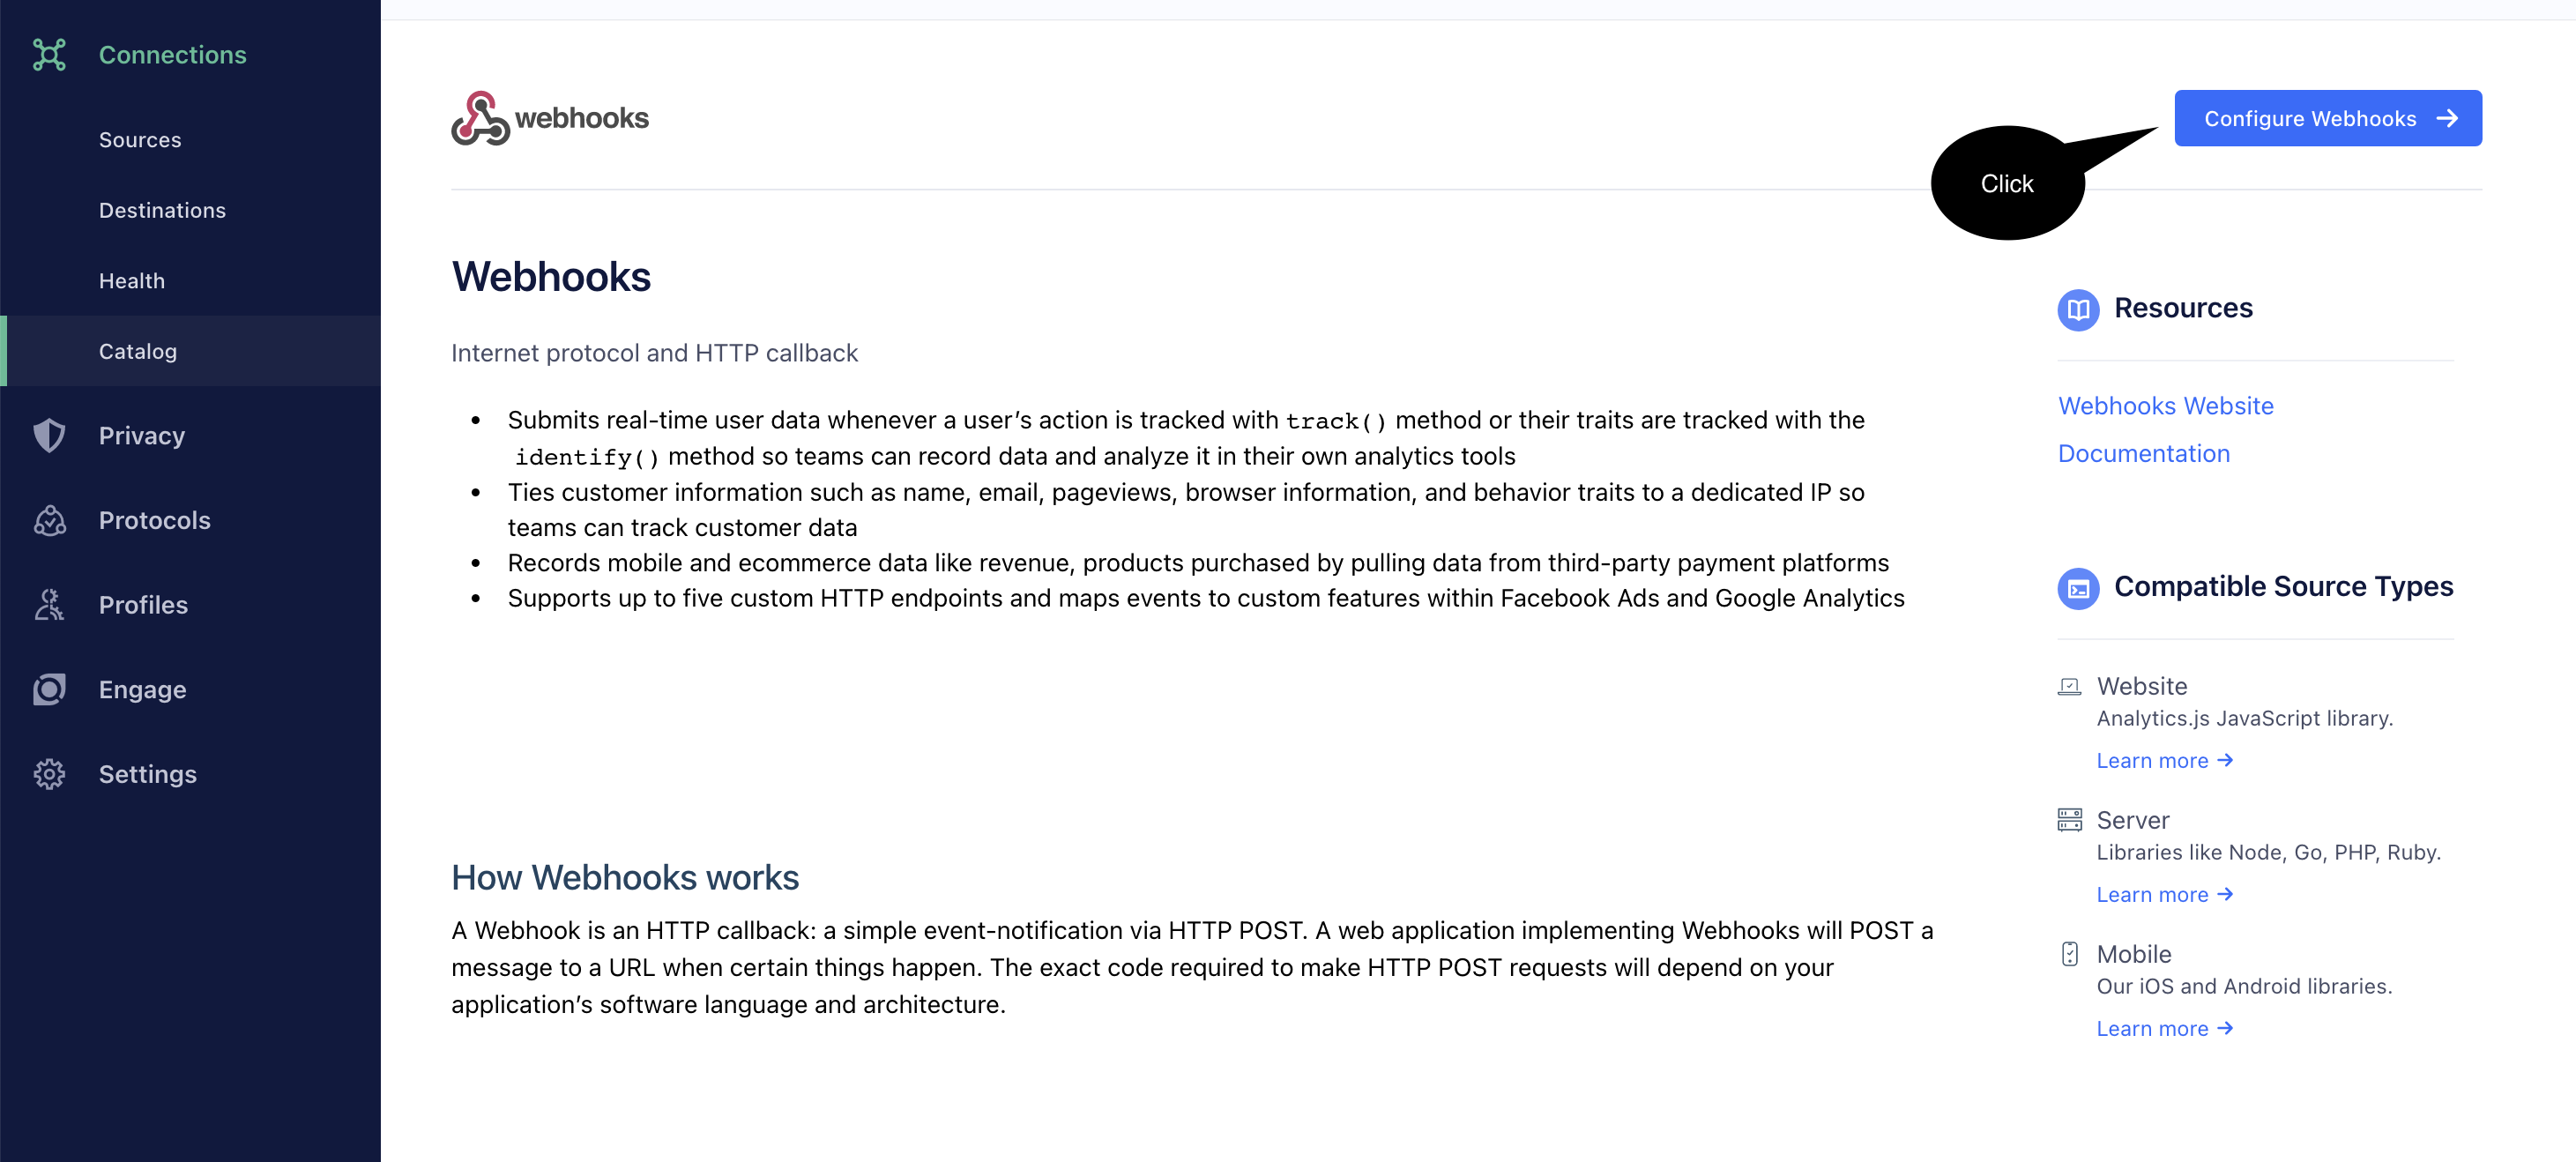 Connections
Sources
Destinations
Health
Catalog
Privacy
Protocols
Profiles
Engage
Settings
webhooks
Configure Webhooks →
Click
Webhooks
Internet protocol and HTTP callback
• Submits real-time user data whenever a user’s action is tracked with track() method or their traits are tracked with the
identify() method so teams can record data and analyze it in their own analytics tools
• Ties customer information such as name, email, pageviews, browser information, and behavior traits to a dedicated IP so
teams can track customer data
• Records mobile and ecommerce data like revenue, products purchased by pulling data from third-party payment platforms
• Supports up to five custom HTTP endpoints and maps events to custom features within Facebook Ads and Google Analytics
How Webhooks works
A Webhook is an HTTP callback: a simple event-notification via HTTP POST. A web application implementing Webhooks will POST a
message to a URL when certain things happen. The exact code required to make HTTP POST requests will depend on your
application’s software language and architecture.
Resources
Webhooks Website
Documentation
Compatible Source Types
Website
Analytics.js JavaScript library.
Learn more →
Server
Libraries like Node, Go, PHP, Ruby.
Learn more →
Mobile
Our iOS and Android libraries.
Learn more →